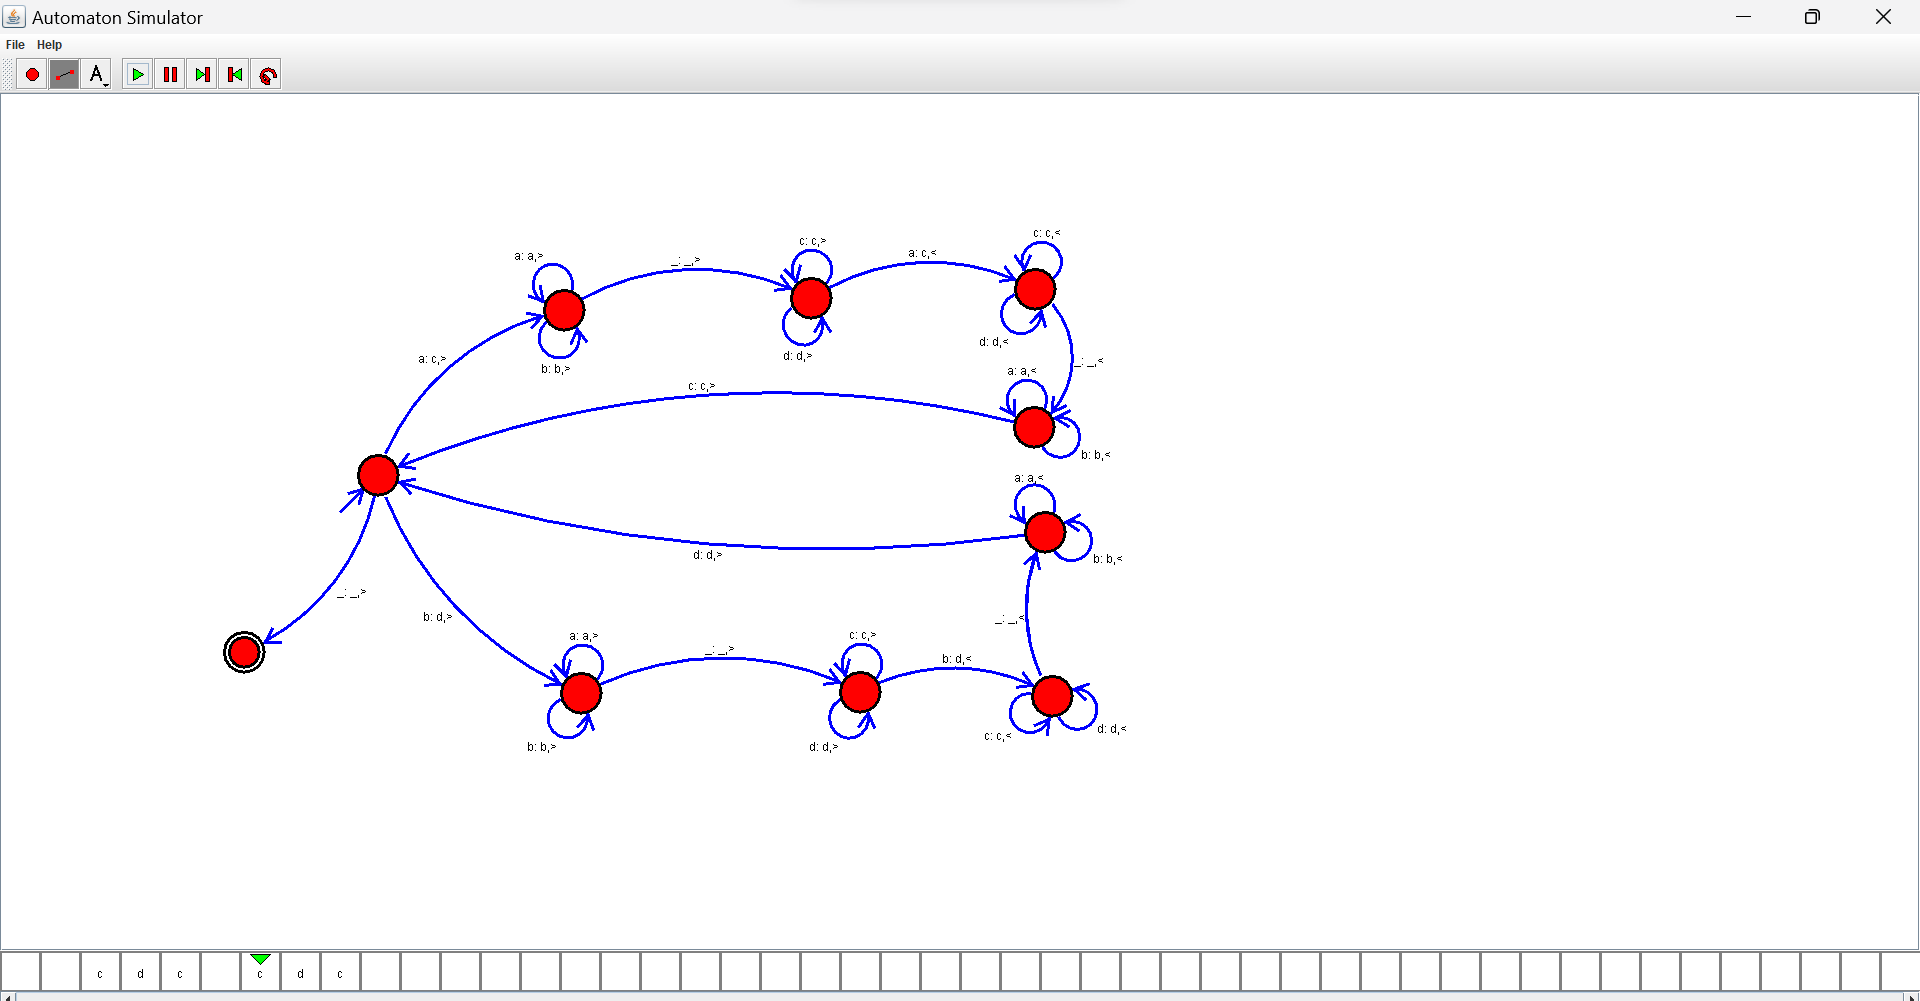 Automaton Simulator
File Help
A
c: c,>
c: c,<
a: a,>
_: _,>
a: c,<
d: d,<
d: d,>
a: c,>
b: b,>
_: _,<
a: a,<
c: c,>
b: b,<
a: a,<
d: d,>
b: b,<
_: _,>
b: d,>
_: _,<
a: a,>
c: c,>
_: _,>
b: d,<
d: d,<
c: c,<
b: b,>
d: d,>
c d c c d c